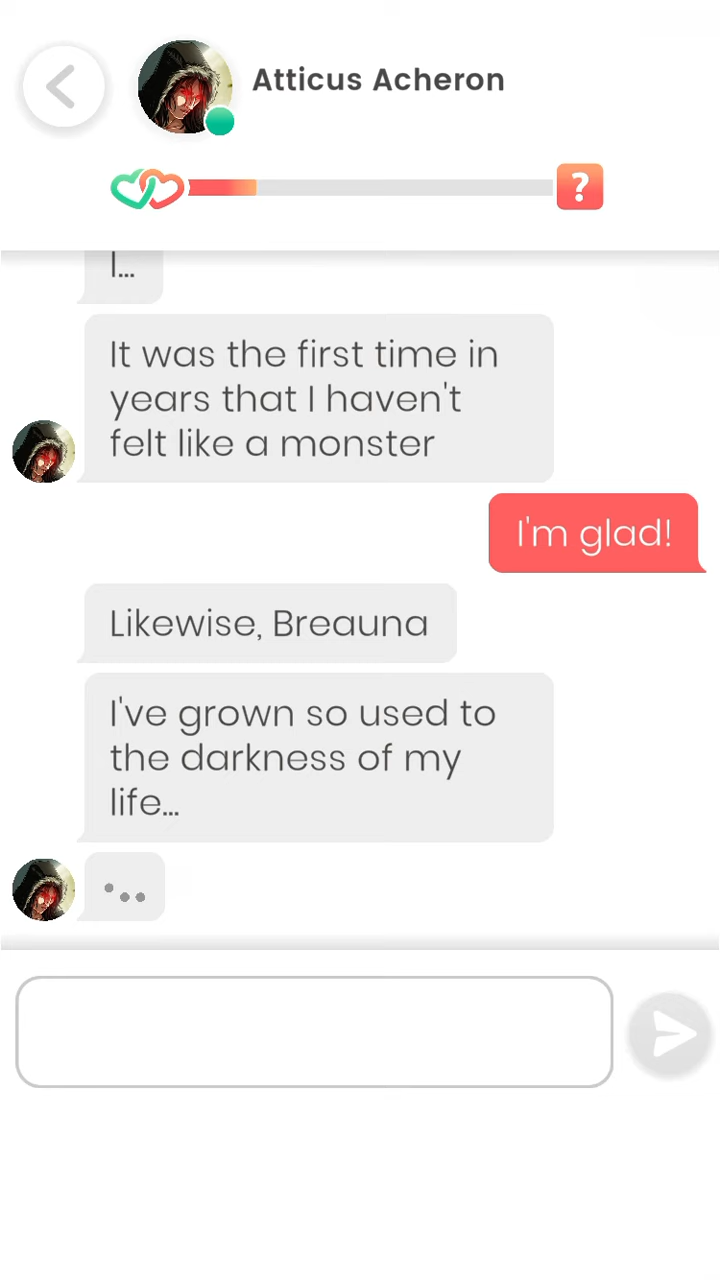 Atticus Acheron
?
I...
It was the first time in
years that I haven't
felt like a monster
I'm glad!
Likewise, Breauna
I've grown so used to
the darkness of my
life...